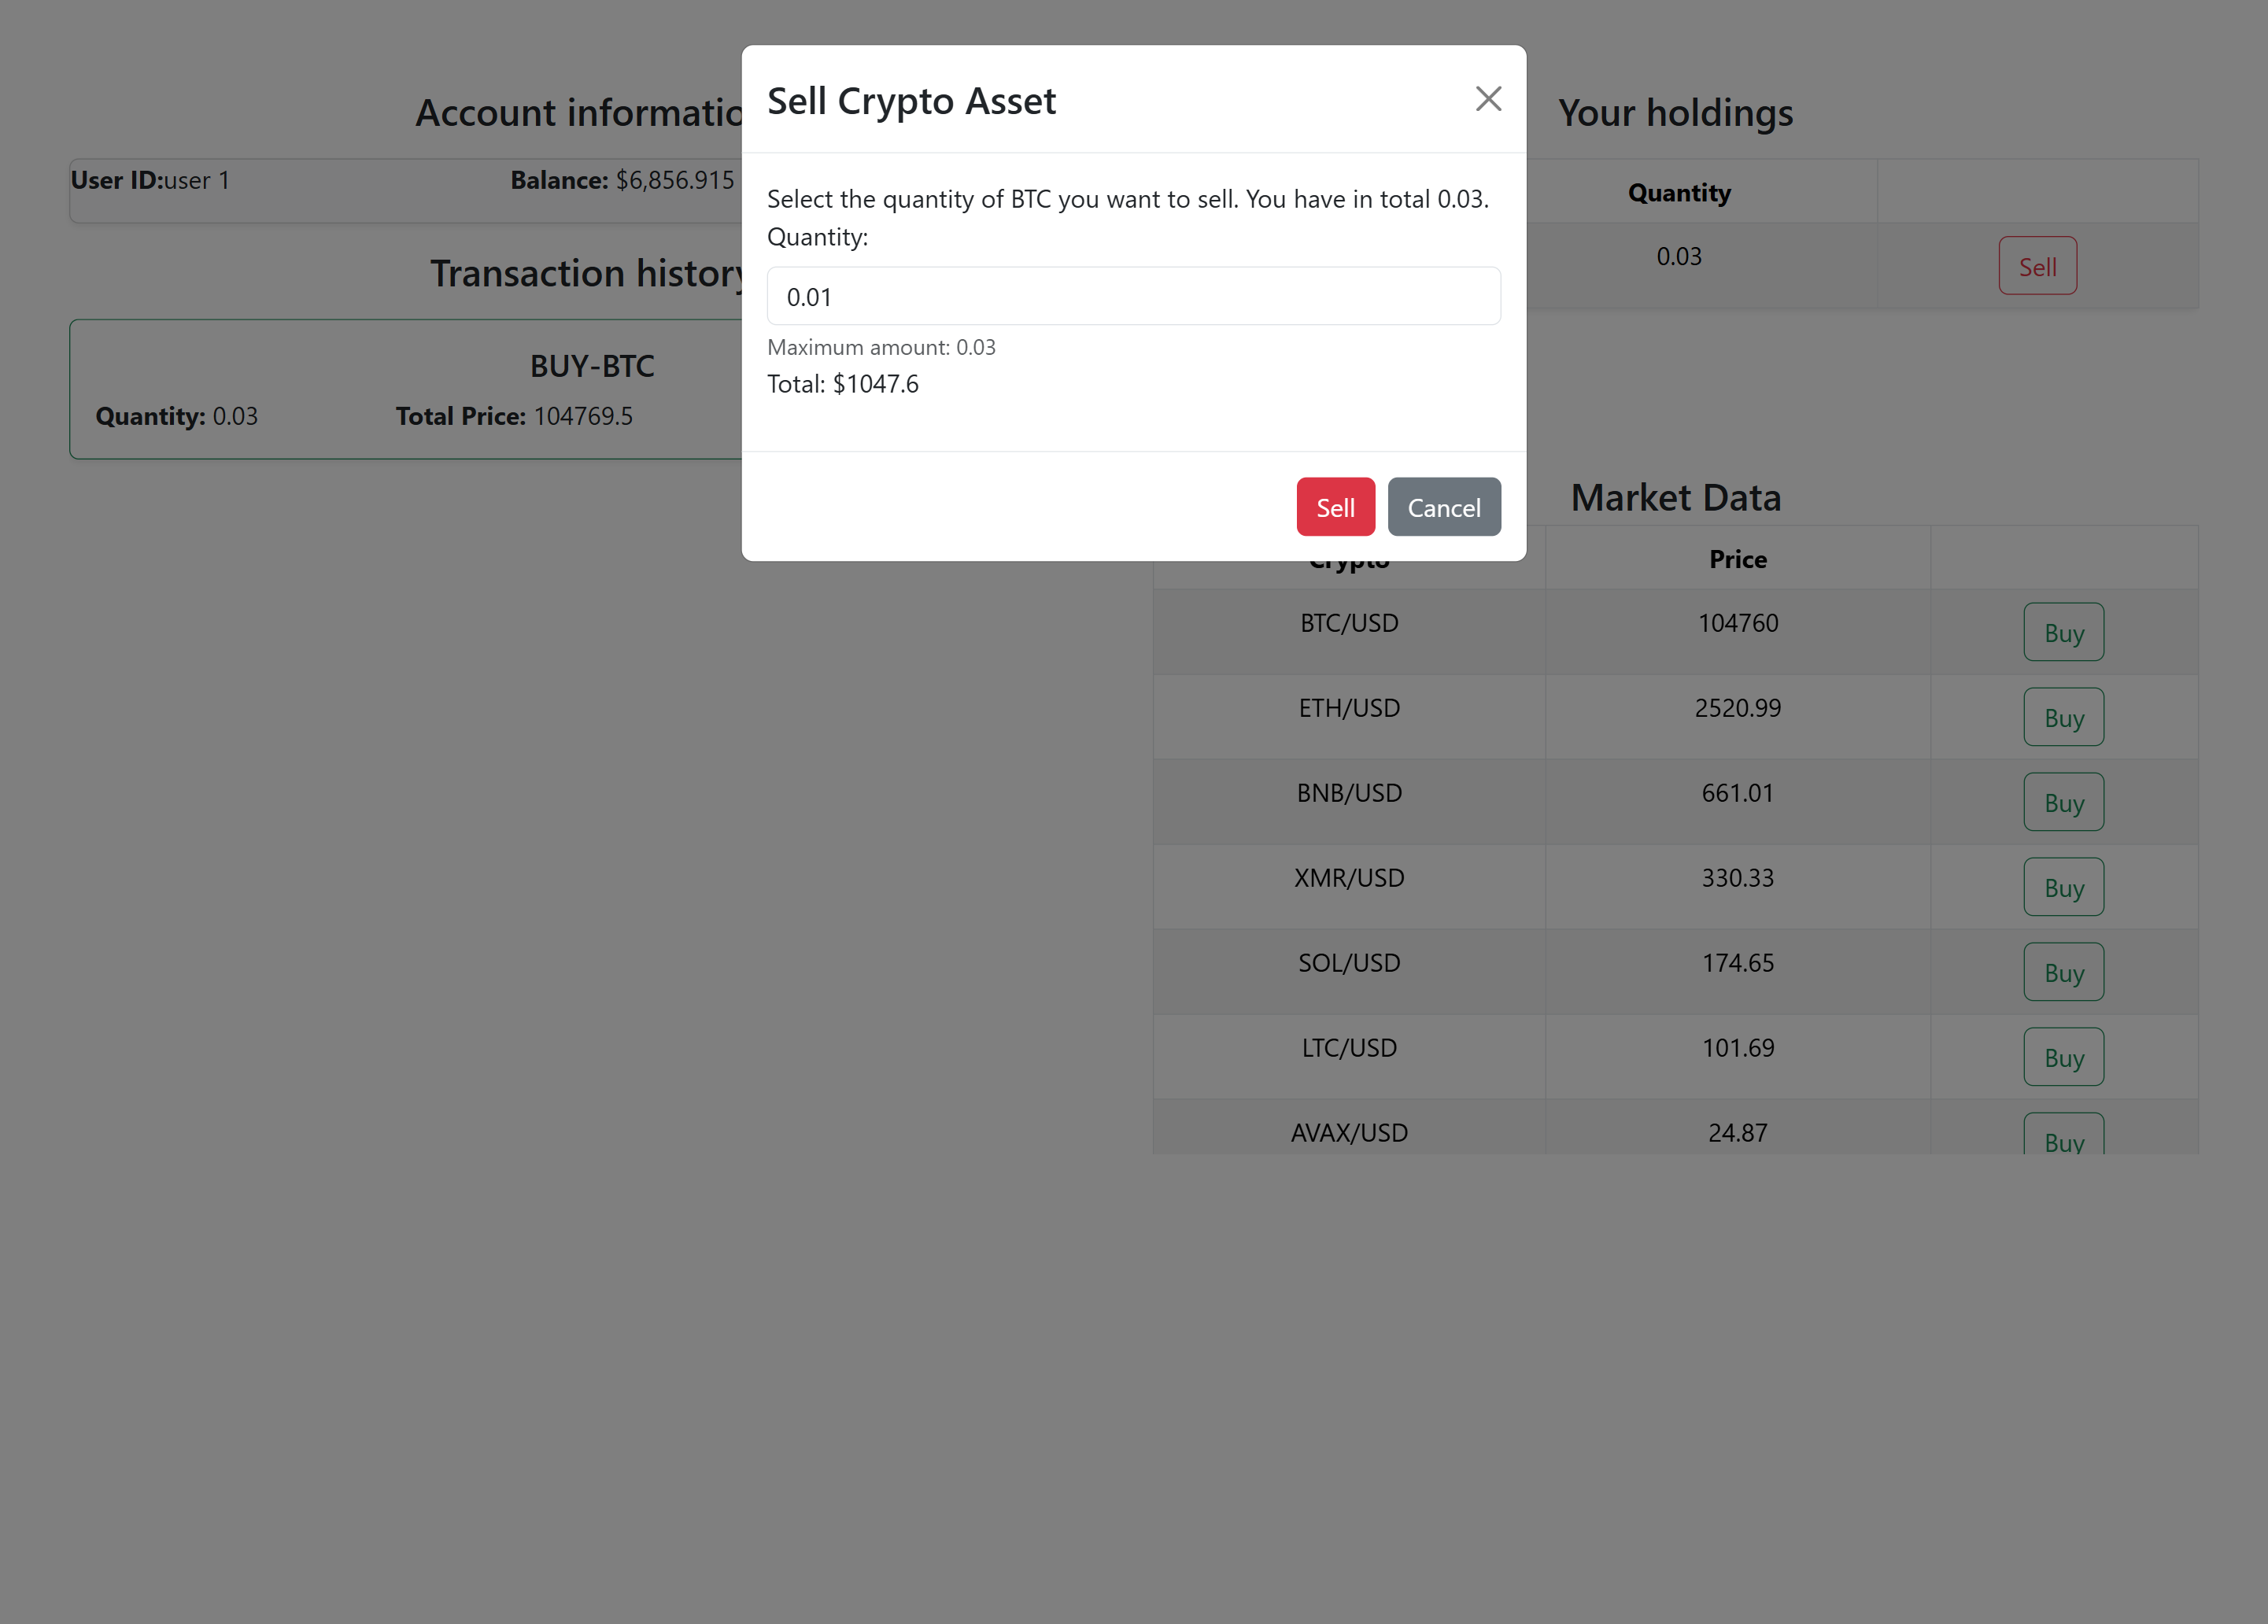 Sell Crypto Asset
Select the quantity of BTC you want to sell. You have in total 0.03.
Quantity:
0.01
Maximum amount: 0.03
Total: $1047.6
Sell Cancel
Account informatio
User ID:user 1 Balance: $6,856.915
Transaction history
BUY-BTC
Quantity: 0.03 Total Price: 104769.5
Your holdings
Quantity
0.03 Sell
Market Data
Crypto Price
BTC/USD 104760 Buy
ETH/USD 2520.99 Buy
BNB/USD 661.01 Buy
XMR/USD 330.33 Buy
SOL/USD 174.65 Buy
LTC/USD 101.69 Buy
AVAX/USD 24.87 Buy